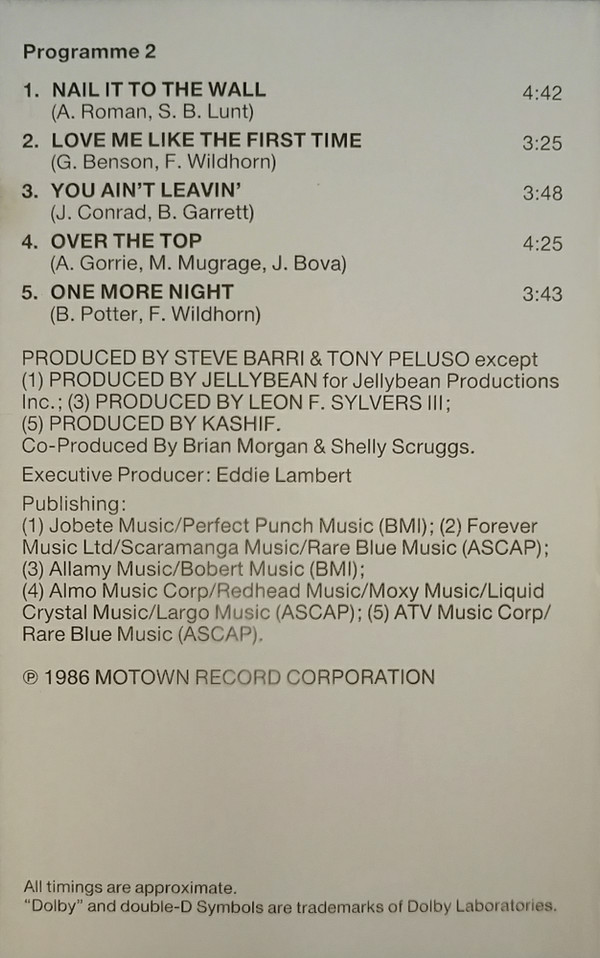 Programme 2
1. NAIL IT TO THE WALL 4:42
(A. Roman, S. B. Lunt)
2. LOVE ME LIKE THE FIRST TIME 3:25
(G. Benson, F. Wildhorn)
3. YOU AIN'T LEAVIN' 3:48
(J. Conrad, B. Garrett)
4. OVER THE TOP 4:25
(A. Gorrie, M. Mugrage, J. Bova)
5. ONE MORE NIGHT 3:43
(B. Potter, F. Wildhorn)
PRODUCED BY STEVE BARRI & TONY PELUSO except
(1) PRODUCED BY JELLYBEAN for Jellybean Productions
Inc.; (3) PRODUCED BY LEON F. SYLVERS III;
(5) PRODUCED BY KASHIF.
Co-Produced By Brian Morgan & Shelly Scruggs.
Executive Producer: Eddie Lambert
Publishing:
(1) Jobete Music/Perfect Punch Music (BMI); (2) Forever
Music Ltd/Scaramanga Music/Rare Blue Music (ASCAP);
(3) Allamy Music/Bobert Music (BMI);
(4) Almo Music Corp/Redhead Music/Moxy Music/Liquid
Crystal Music/Largo Music (ASCAP); (5) ATV Music Corp/
Rare Blue Music (ASCAP).
℗ 1986 MOTOWN RECORD CORPORATION
All timings are approximate.
"Dolby" and double-D Symbols are trademarks of Dolby Laboratories.